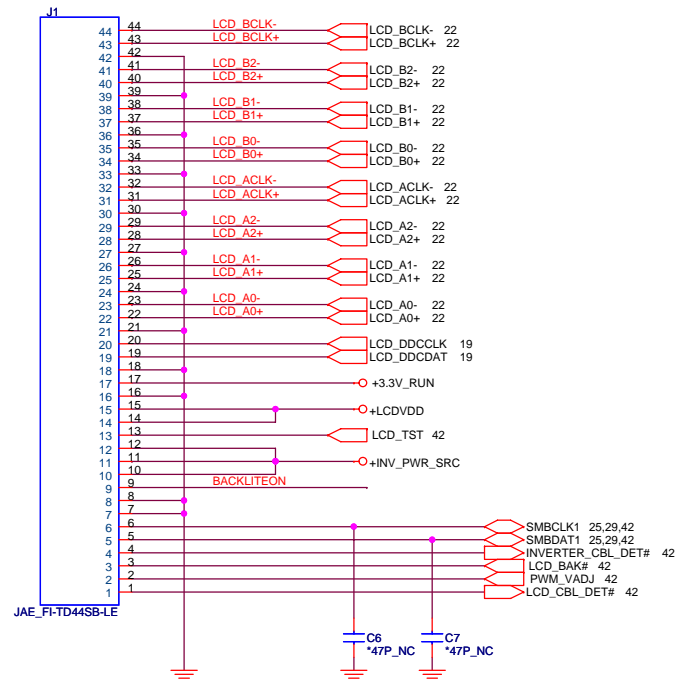 J1
44 44 LCD_BCLK- LCD_BCLK- 22
43 43 LCD_BCLK+ LCD_BCLK+ 22
42 42
41 41 LCD_B2- LCD_B2- 22
40 40 LCD_B2+ LCD_B2+ 22
39 39
38 38 LCD_B1- LCD_B1- 22
37 37 LCD_B1+ LCD_B1+ 22
36 36
35 35 LCD_B0- LCD_B0- 22
34 34 LCD_B0+ LCD_B0+ 22
33 33
32 32 LCD_ACLK- LCD_ACLK- 22
31 31 LCD_ACLK+ LCD_ACLK+ 22
30 30
29 29 LCD_A2- LCD_A2- 22
28 28 LCD_A2+ LCD_A2+ 22
27 27
26 26 LCD_A1- LCD_A1- 22
25 25 LCD_A1+ LCD_A1+ 22
24 24
23 23 LCD_A0- LCD_A0- 22
22 22 LCD_A0+ LCD_A0+ 22
21 21
20 20 LCD_DDCCLK 19
19 19 LCD_DDCDAT 19
18 18
17 17 +3.3V_RUN
16 16
15 15 +LCDVDD
14 14
13 13 LCD_TST 42
12 12
11 11 +INV_PWR_SRC
10 10
9 9 BACKLITEON
8 8
7 7
6 6 SMBCLK1 25,29,42
5 5 SMBDAT1 25,29,42
4 4 INVERTER_CBL_DET# 42
3 3 LCD_BAK# 42
2 2 PWM_VADJ 42
1 1 LCD_CBL_DET# 42
JAE_FI-TD44SB-LE
C6 C7
*47P_NC *47P_NC